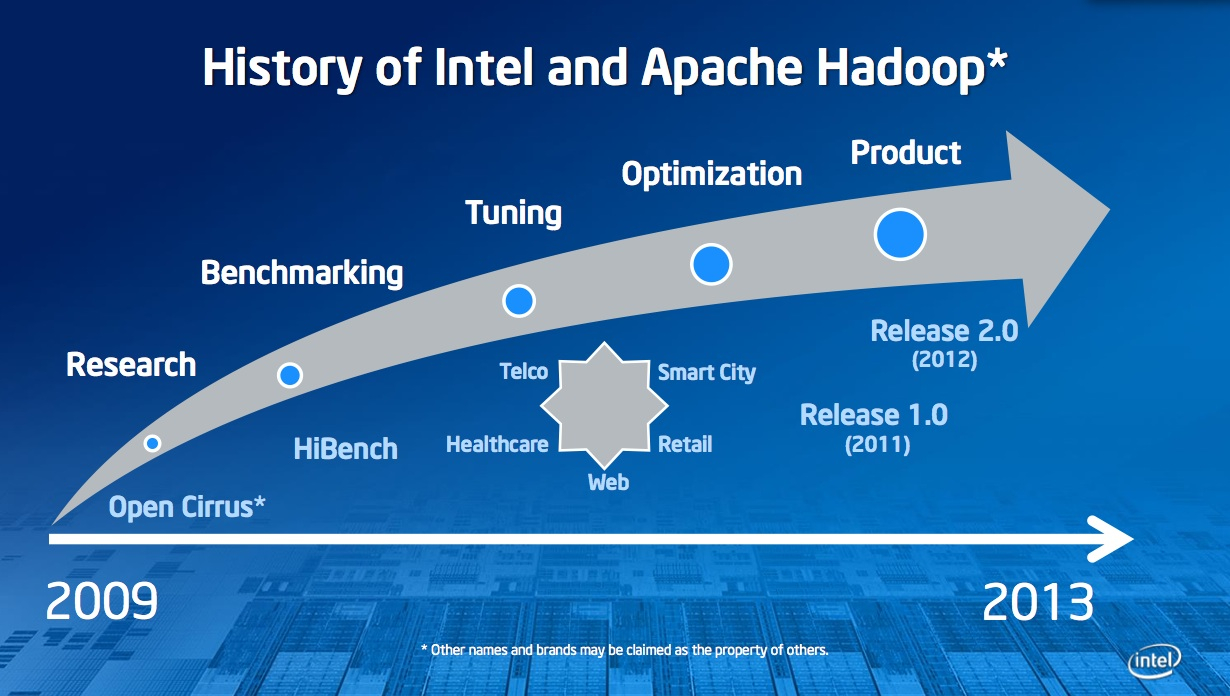 History of Intel and Apache Hadoop*
Product
Optimization
Tuning
Benchmarking
Research
Open Cirrus*
HiBench
Telco
Smart City
Healthcare
Retail
Web
Release 2.0
(2012)
Release 1.0
(2011)
2009
2013
* Other names and brands may be claimed as the property of others.
intel